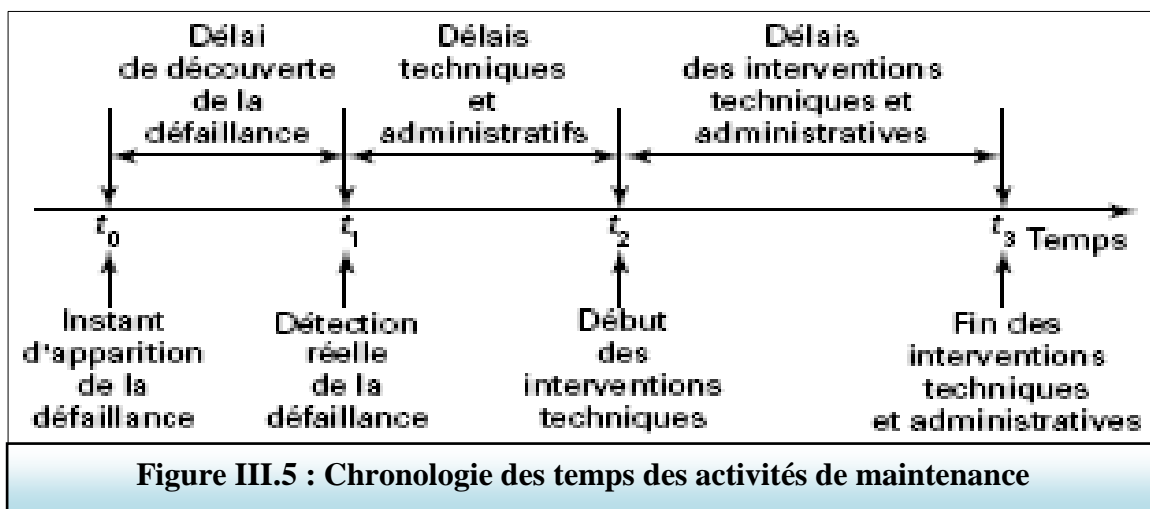 Délai
de découverte
de la
défaillance
Délais
techniques
et
administratifs
Délais
des interventions
techniques et
administratives
t0
t1
t2
t3 Temps
Instant
d'apparition
de la
défaillance
Détection
réelle
de la
défaillance
Début
des
interventions
techniques
Fin des
interventions
techniques
et administratives
Figure III.5 : Chronologie des temps des activités de maintenance